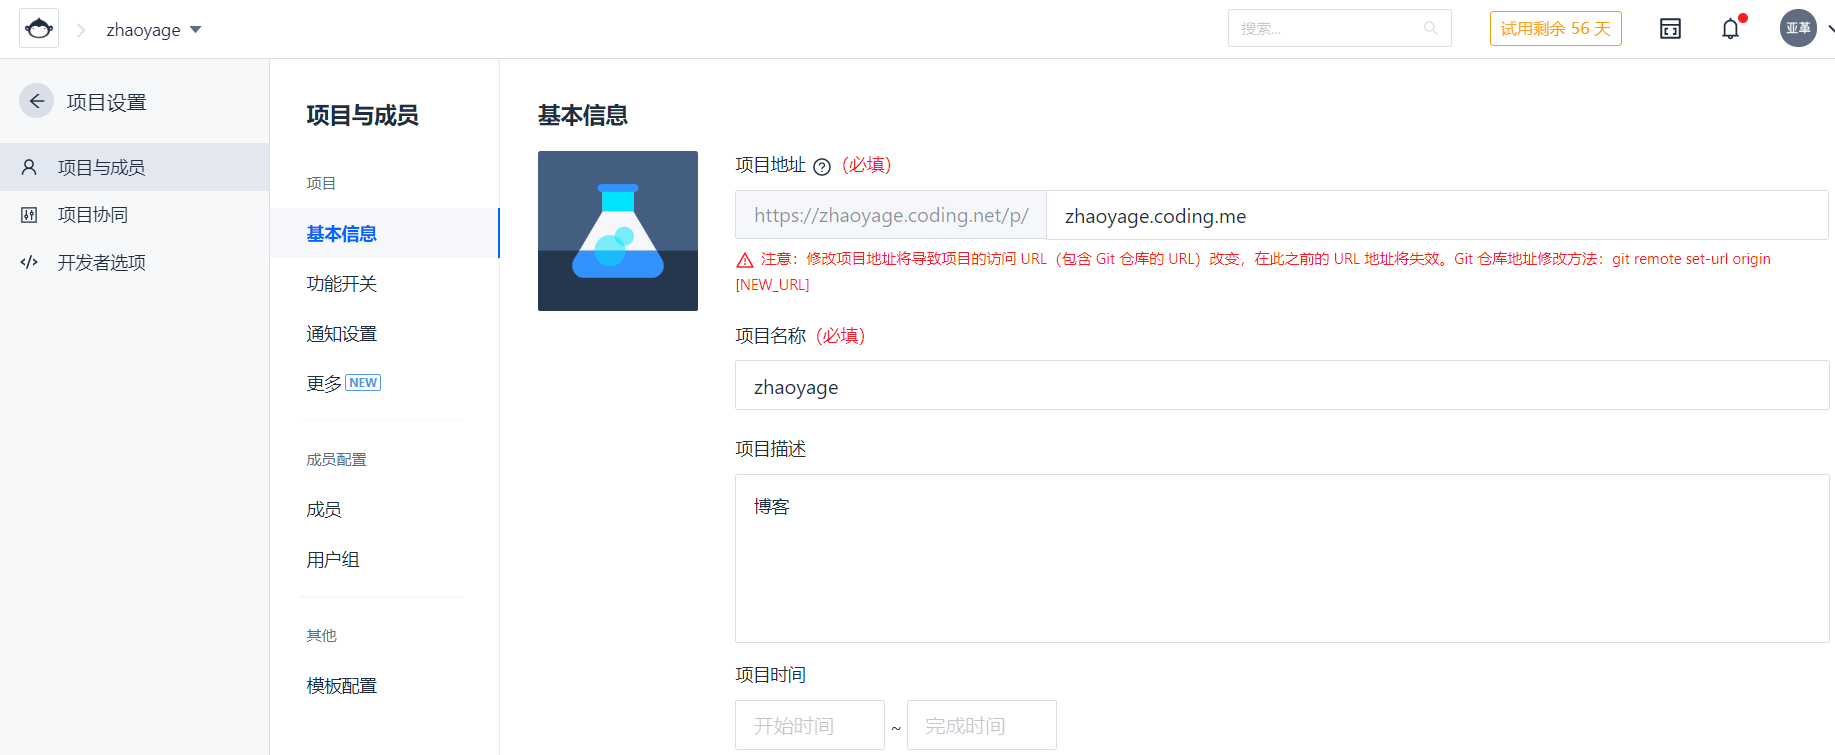 zhaoyage
搜索...
试用剩余 56 天
亚革
项目设置
项目与成员
项目协同
开发者选项
项目与成员
项目
基本信息
功能开关
通知设置
更多 NEW
成员配置
成员
用户组
其他
模板配置
基本信息
项目地址 (必填)
https://zhaoyage.coding.net/p/ zhaoyage.coding.me
注意：修改项目地址将导致项目的访问 URL（包含 Git 仓库的 URL）改变，在此之前的 URL 地址将失效。Git 仓库地址修改方法：git remote set-url origin
[NEW_URL]
项目名称 (必填)
zhaoyage
项目描述
博客
项目时间
开始时间 ~ 完成时间